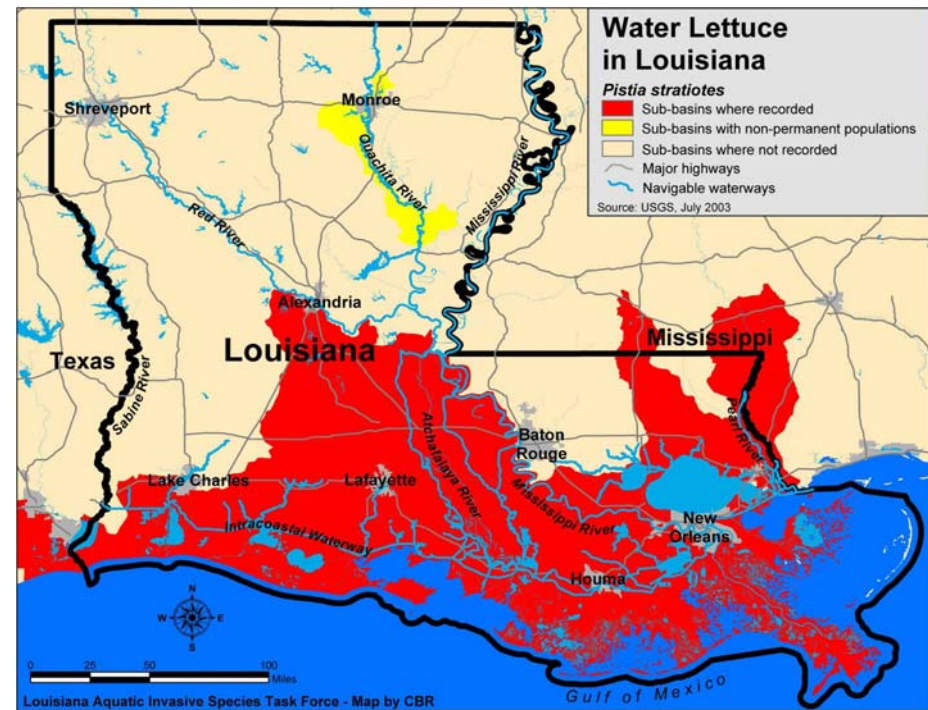 Water Lettuce
in Louisiana
Pistia stratiotes
Sub-basins where recorded
Sub-basins with non-permanent populations
Sub-basins where not recorded
Major highways
Navigable waterways
Source: USGS, July 2003
Shreveport
Monroe
Ouachita River
Mississippi River
Red River
Alexandria
Louisiana
Mississippi
Texas
Sabine River
Pearl River
Baton
Rouge
Atchafalaya River
Lake Charles
Lafayette
Mississippi River
New
Orleans
Intracoastal Waterway
Houma
N
W
E
S
0
25
50
100
Miles
Gulf of Mexico
Louisiana Aquatic Invasive Species Task Force - Map by CBR